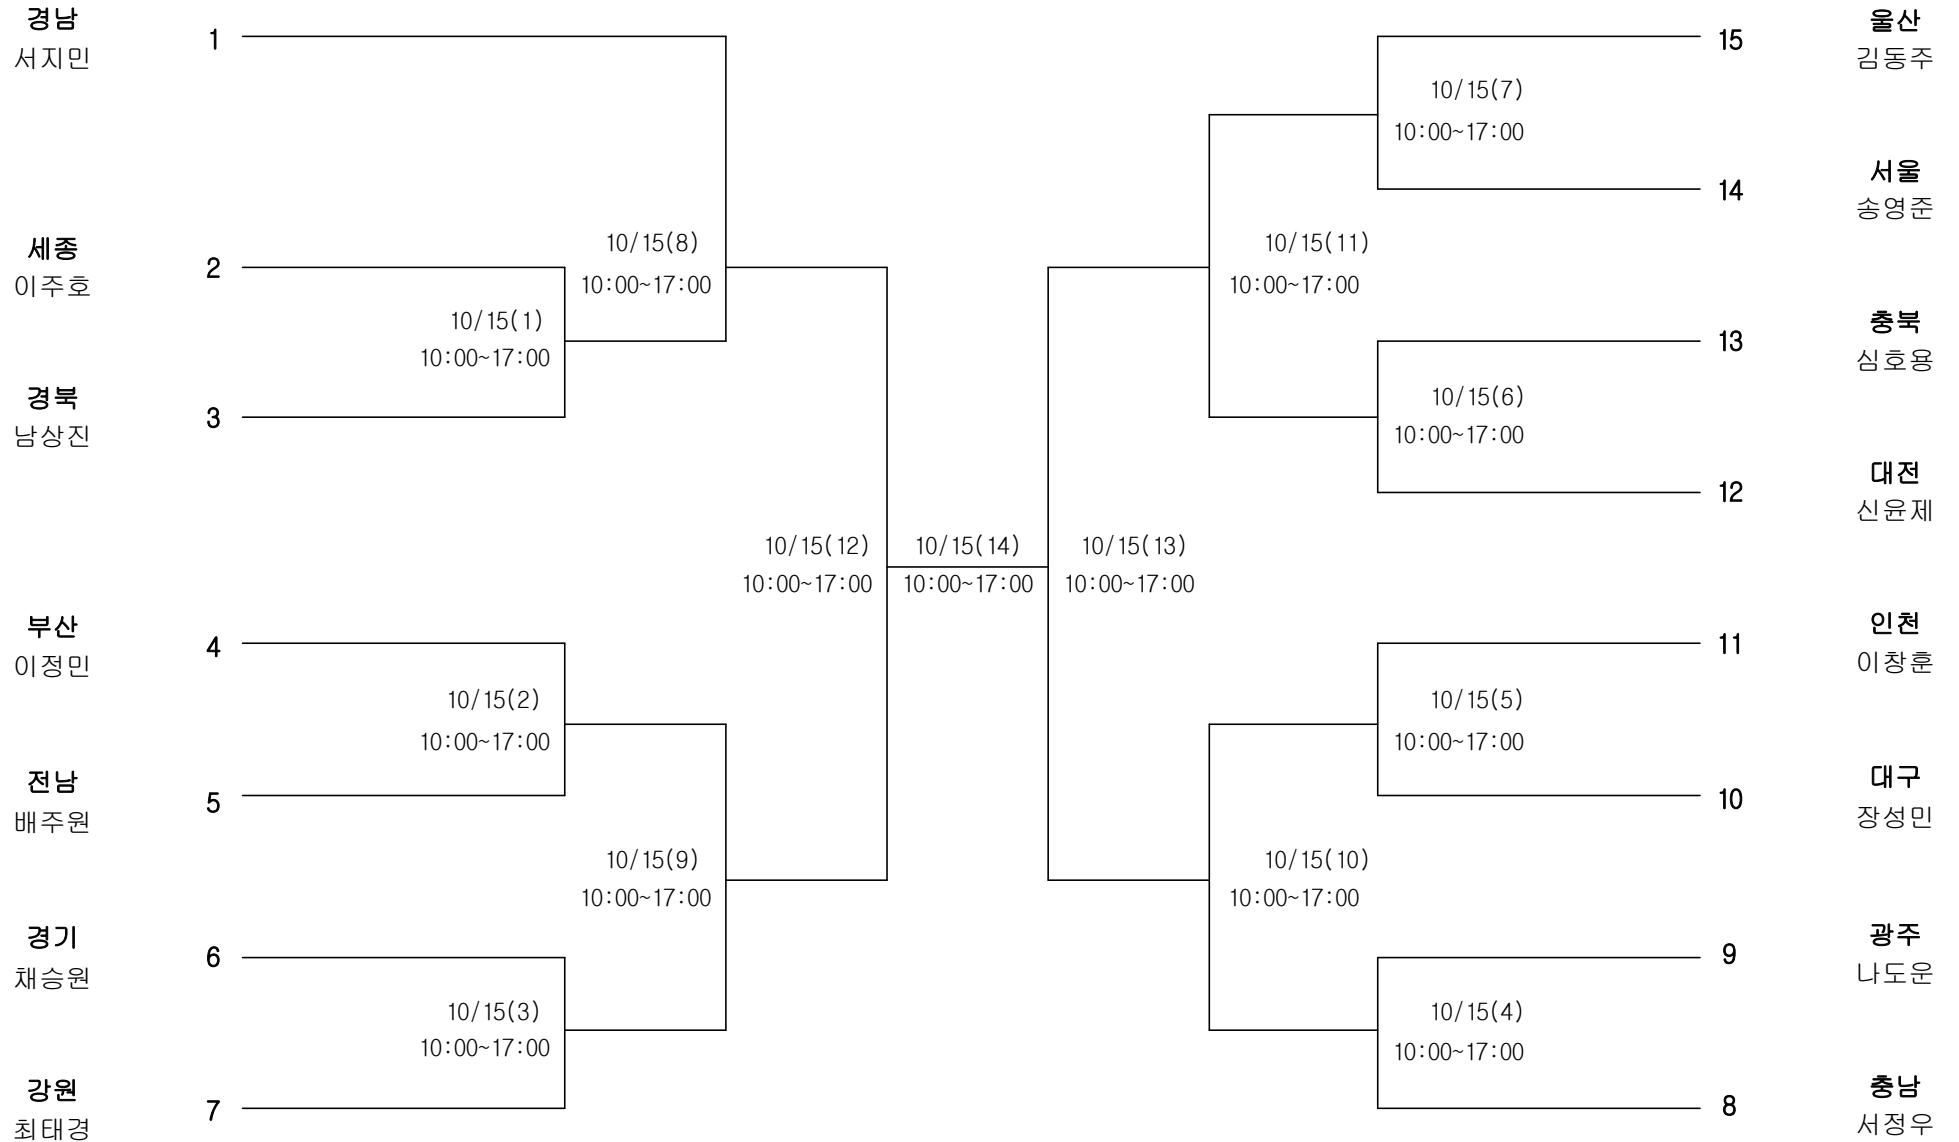 경남
서지민
1
세종
이주호
2
10/15(8)
10:00~17:00
10/15(1)
10:00~17:00
경북
남상진
3
10/15(12)
10:00~17:00
부산
이정민
4
10/15(2)
10:00~17:00
전남
배주원
5
10/15(9)
10:00~17:00
경기
채승원
6
10/15(3)
10:00~17:00
강원
최태경
7
10/15(14)
10:00~17:00
울산
김동주
15
10/15(7)
10:00~17:00
서울
송영준
14
10/15(11)
10:00~17:00
충북
심호용
13
10/15(6)
10:00~17:00
대전
신윤제
12
10/15(13)
10:00~17:00
인천
이창훈
11
10/15(5)
10:00~17:00
대구
장성민
10
10/15(10)
10:00~17:00
광주
나도운
9
10/15(4)
10:00~17:00
충남
서정우
8